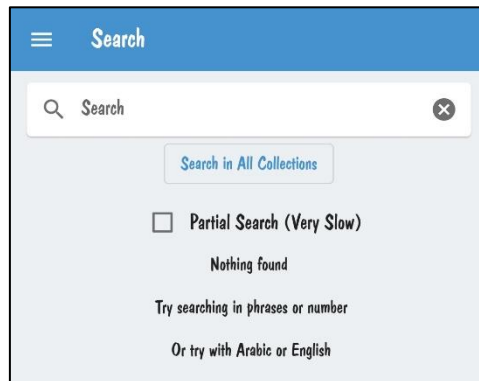 Search
Search
Search in All Collections
Partial Search (Very Slow)
Nothing found
Try searching in phrases or number
Or try with Arabic or English